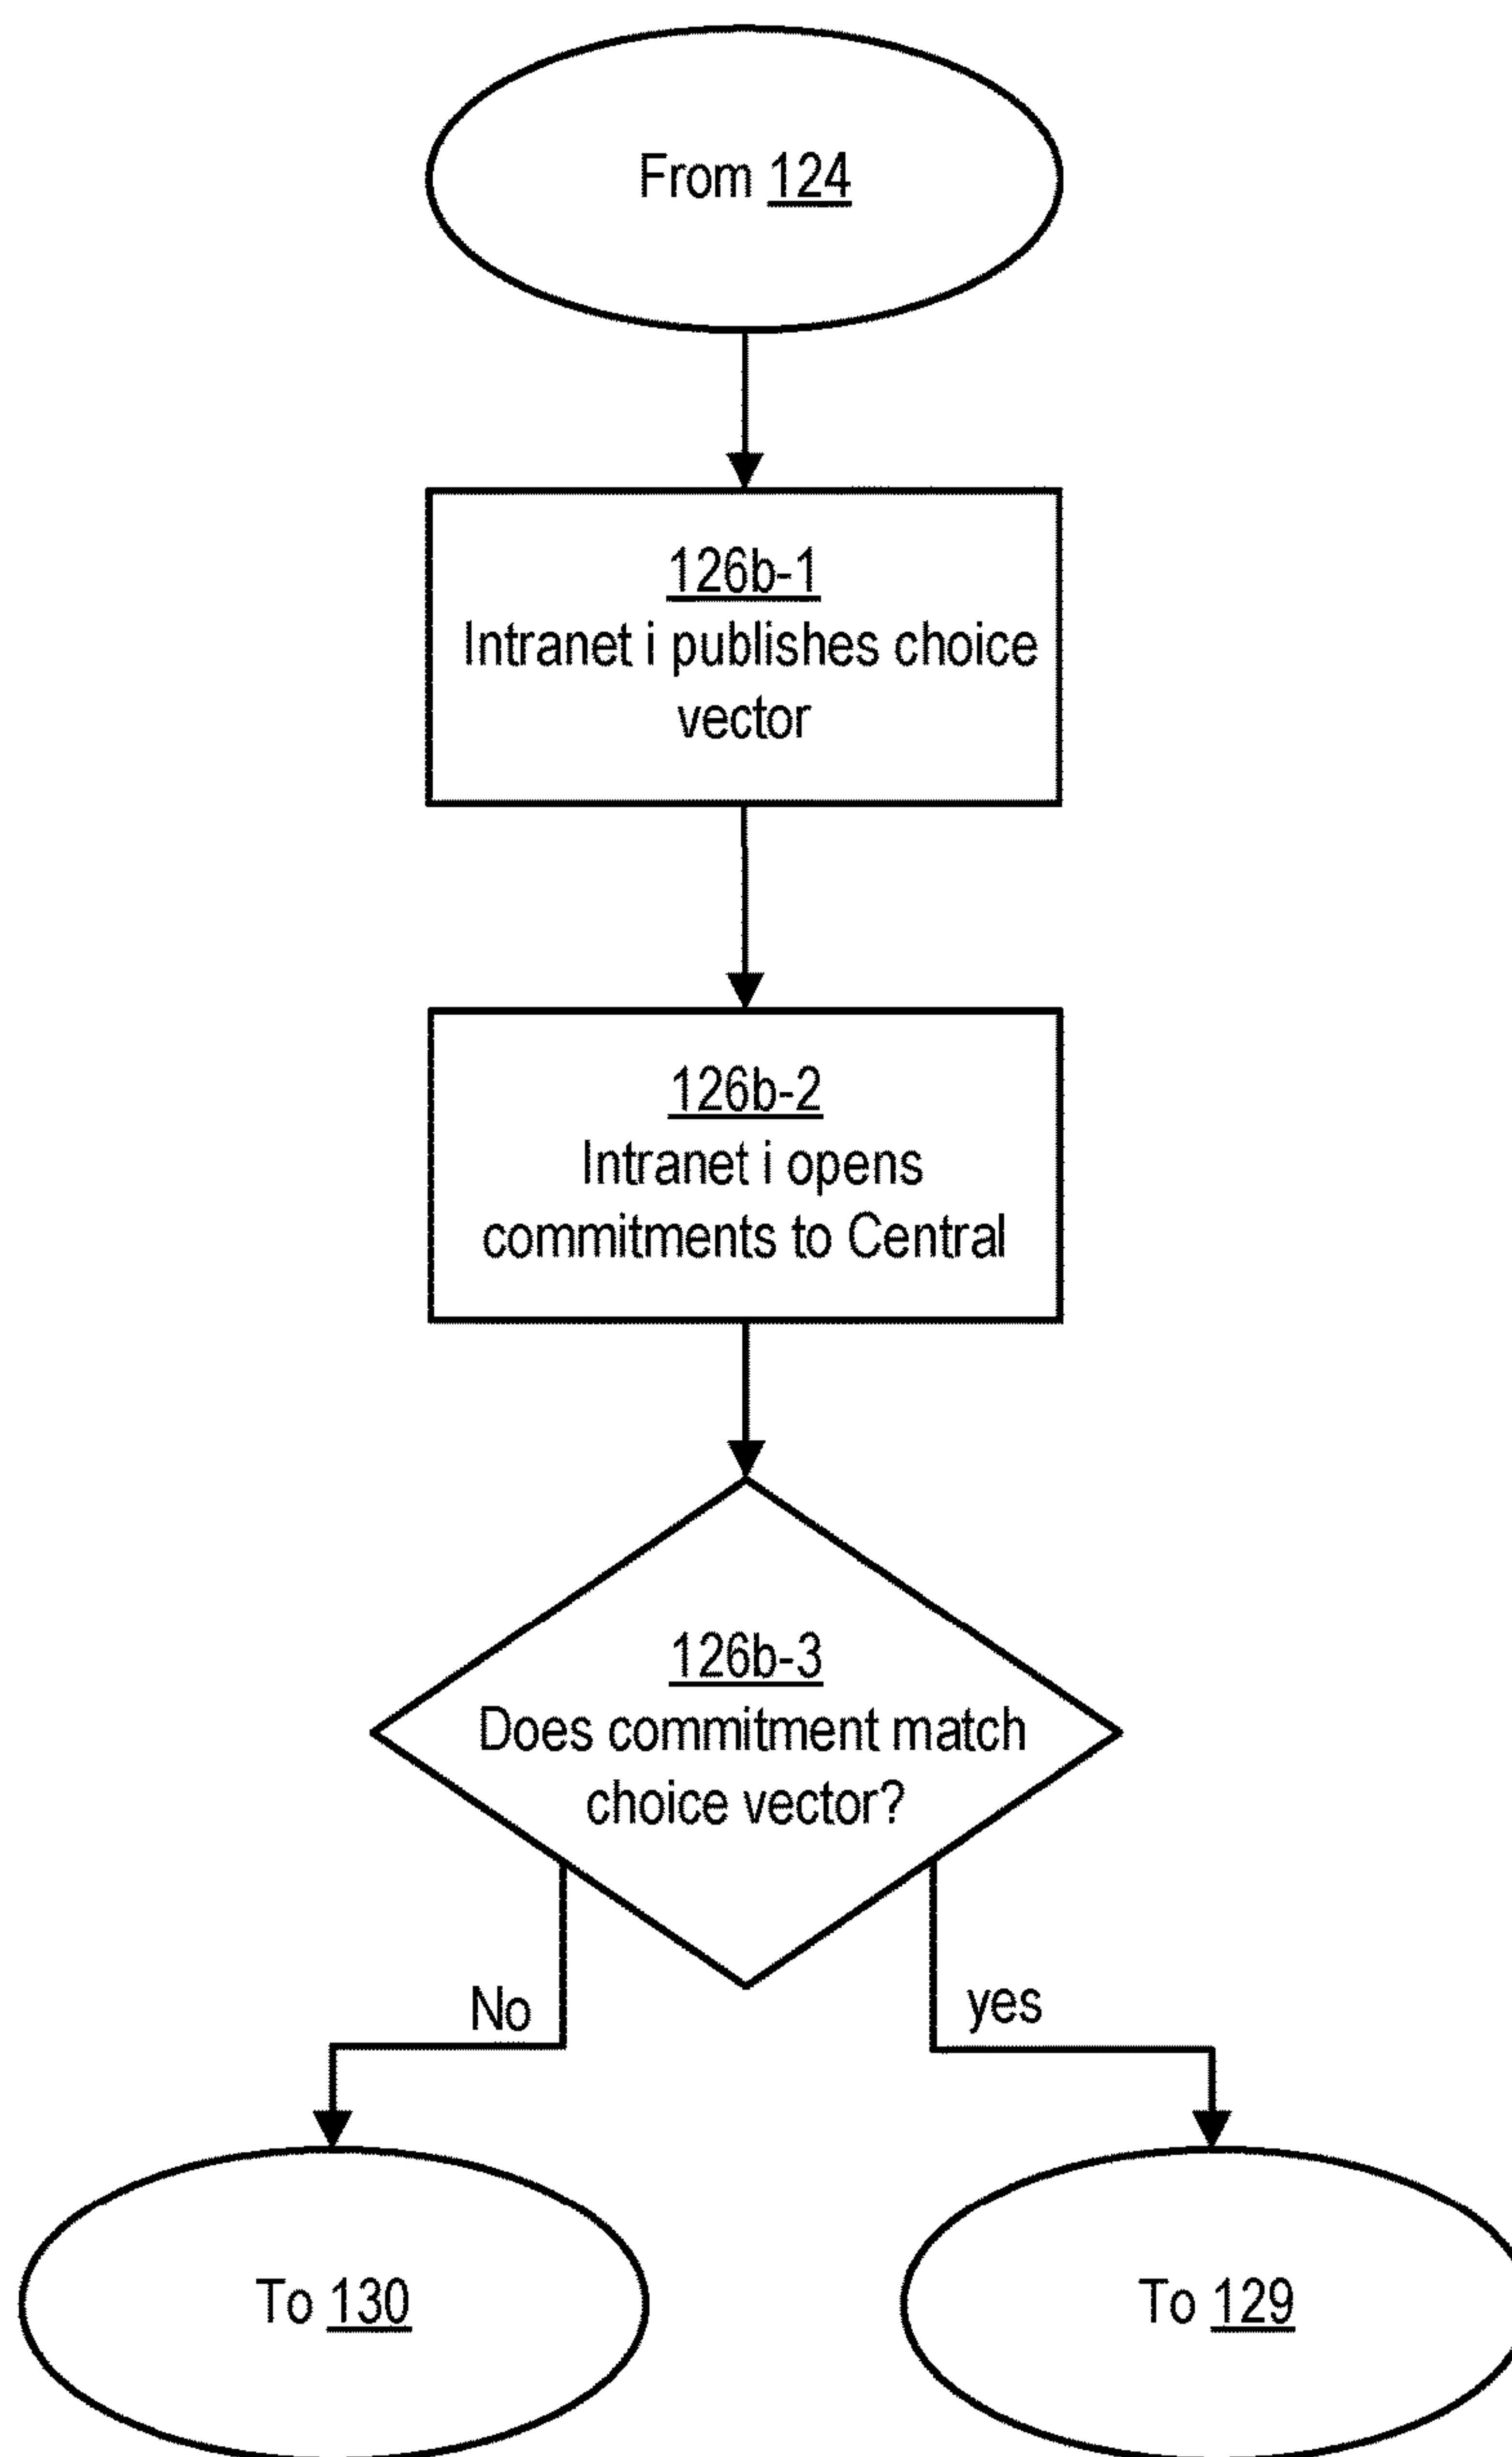 From 124
126b-1
Intranet i publishes choice
vector
126b-2
Intranet i opens
commitments to Central
126b-3
Does commitment match
choice vector?
No
yes
To 130
To 129